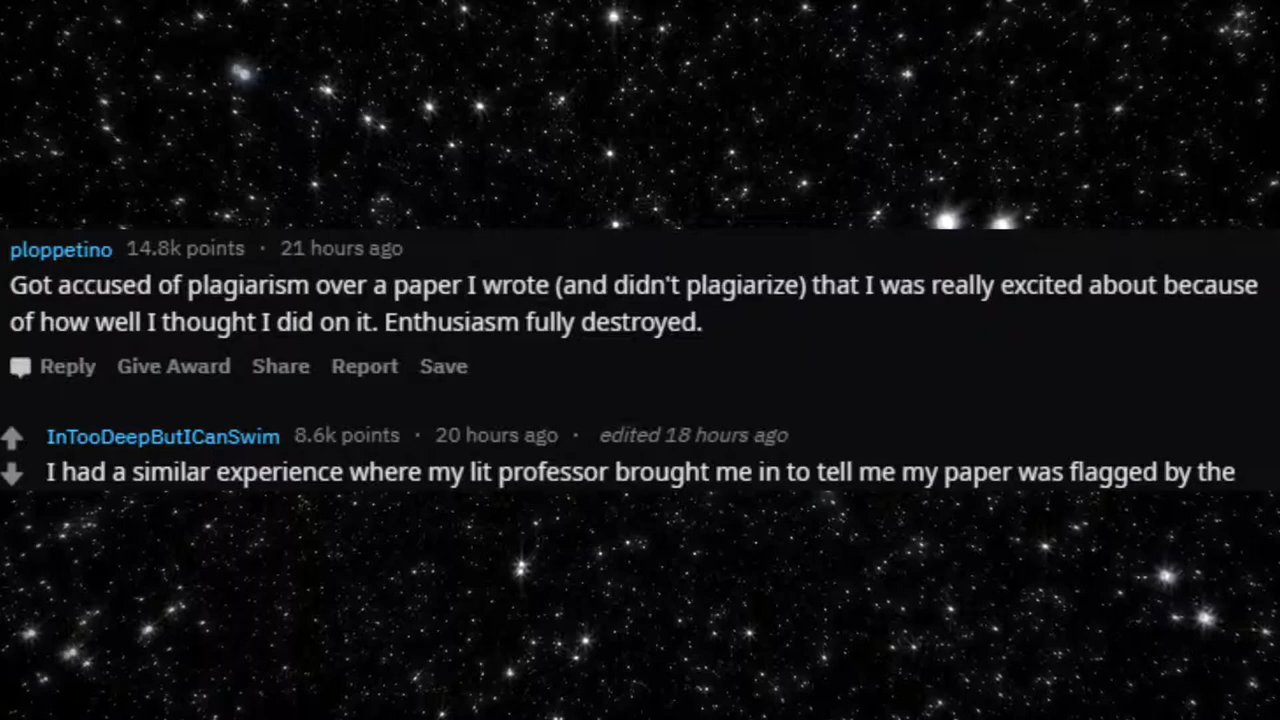 ploppetino 14.8k points · 21 hours ago
Got accused of plagiarism over a paper I wrote (and didn't plagiarize) that I was really excited about because
of how well I thought I did on it. Enthusiasm fully destroyed.
Reply Give Award Share Report Save
InTooDeepButICanSwim 8.6k points · 20 hours ago · edited 18 hours ago
I had a similar experience where my lit professor brought me in to tell me my paper was flagged by the